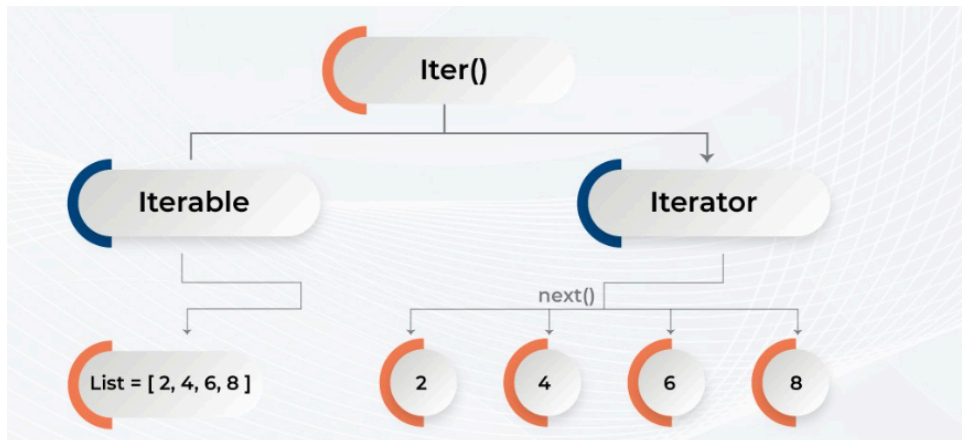 Iter()
Iterable
Iterator
next()
List = [ 2, 4, 6, 8 ]
2
4
6
8